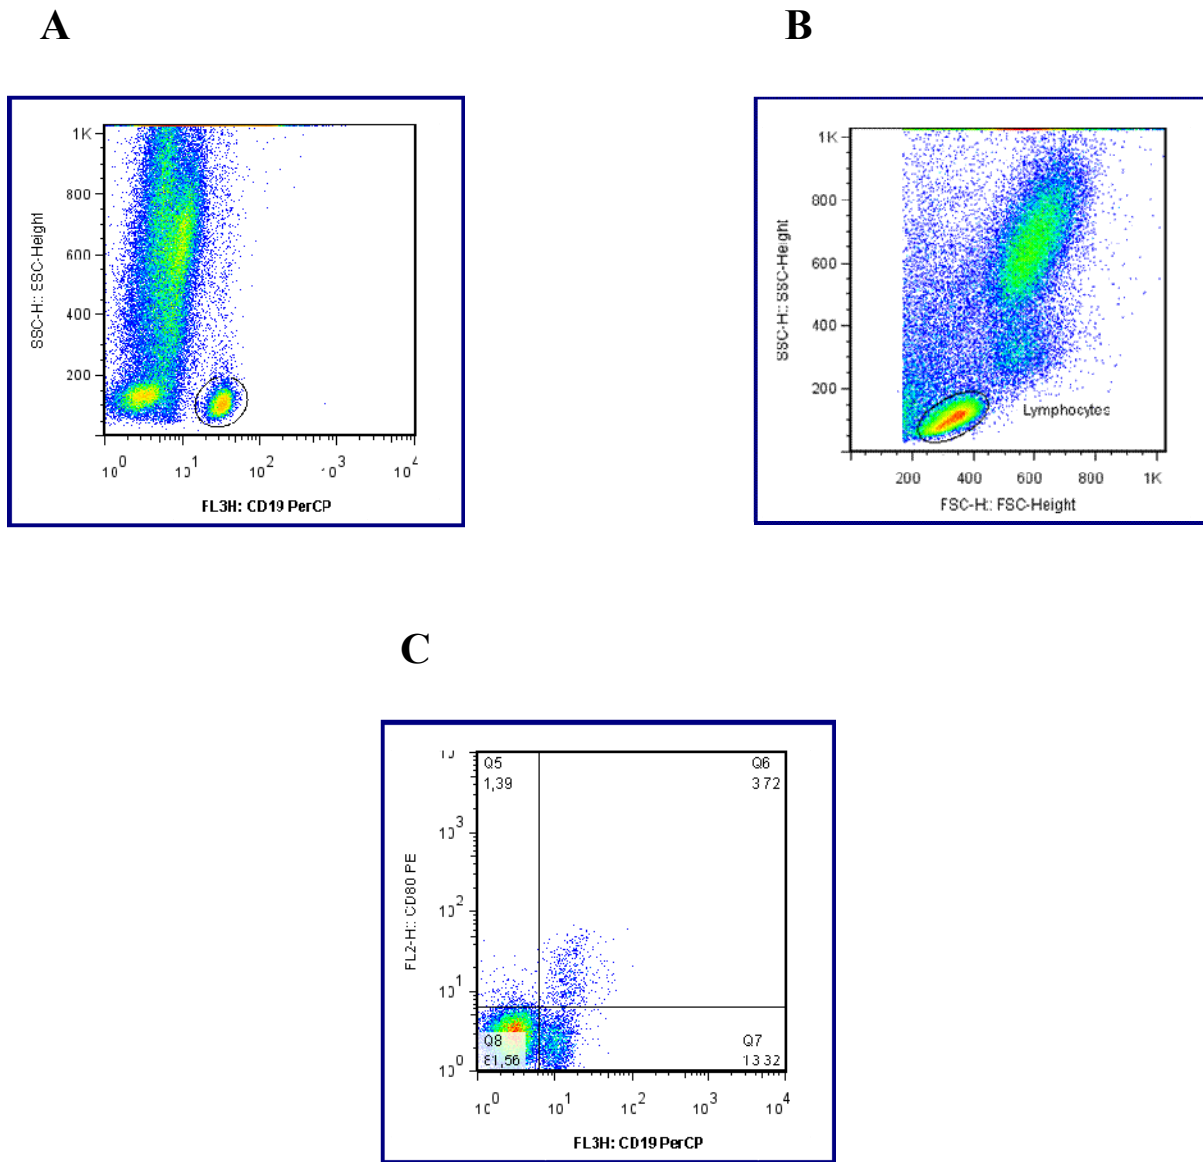 A
B
1K
800
600
400
200
SSC-H:: SSC-Height
10^0 10^1 10^2 10^3 10^4
FL3H: CD19 PerCP
1K
800
600
400
200
SSC-H:: SSC-Height
Lymphocytes
200 400 600 800 1K
FSC-H:: FSC-Height
C
Q5
1,39
Q6
3 72
10^3
10^2
10^1
10^0
FL2-H:: CD80 PE
Q8
81,56
Q7
13 32
10^0 10^1 10^2 10^3 10^4
FL3H: CD19 PerCP